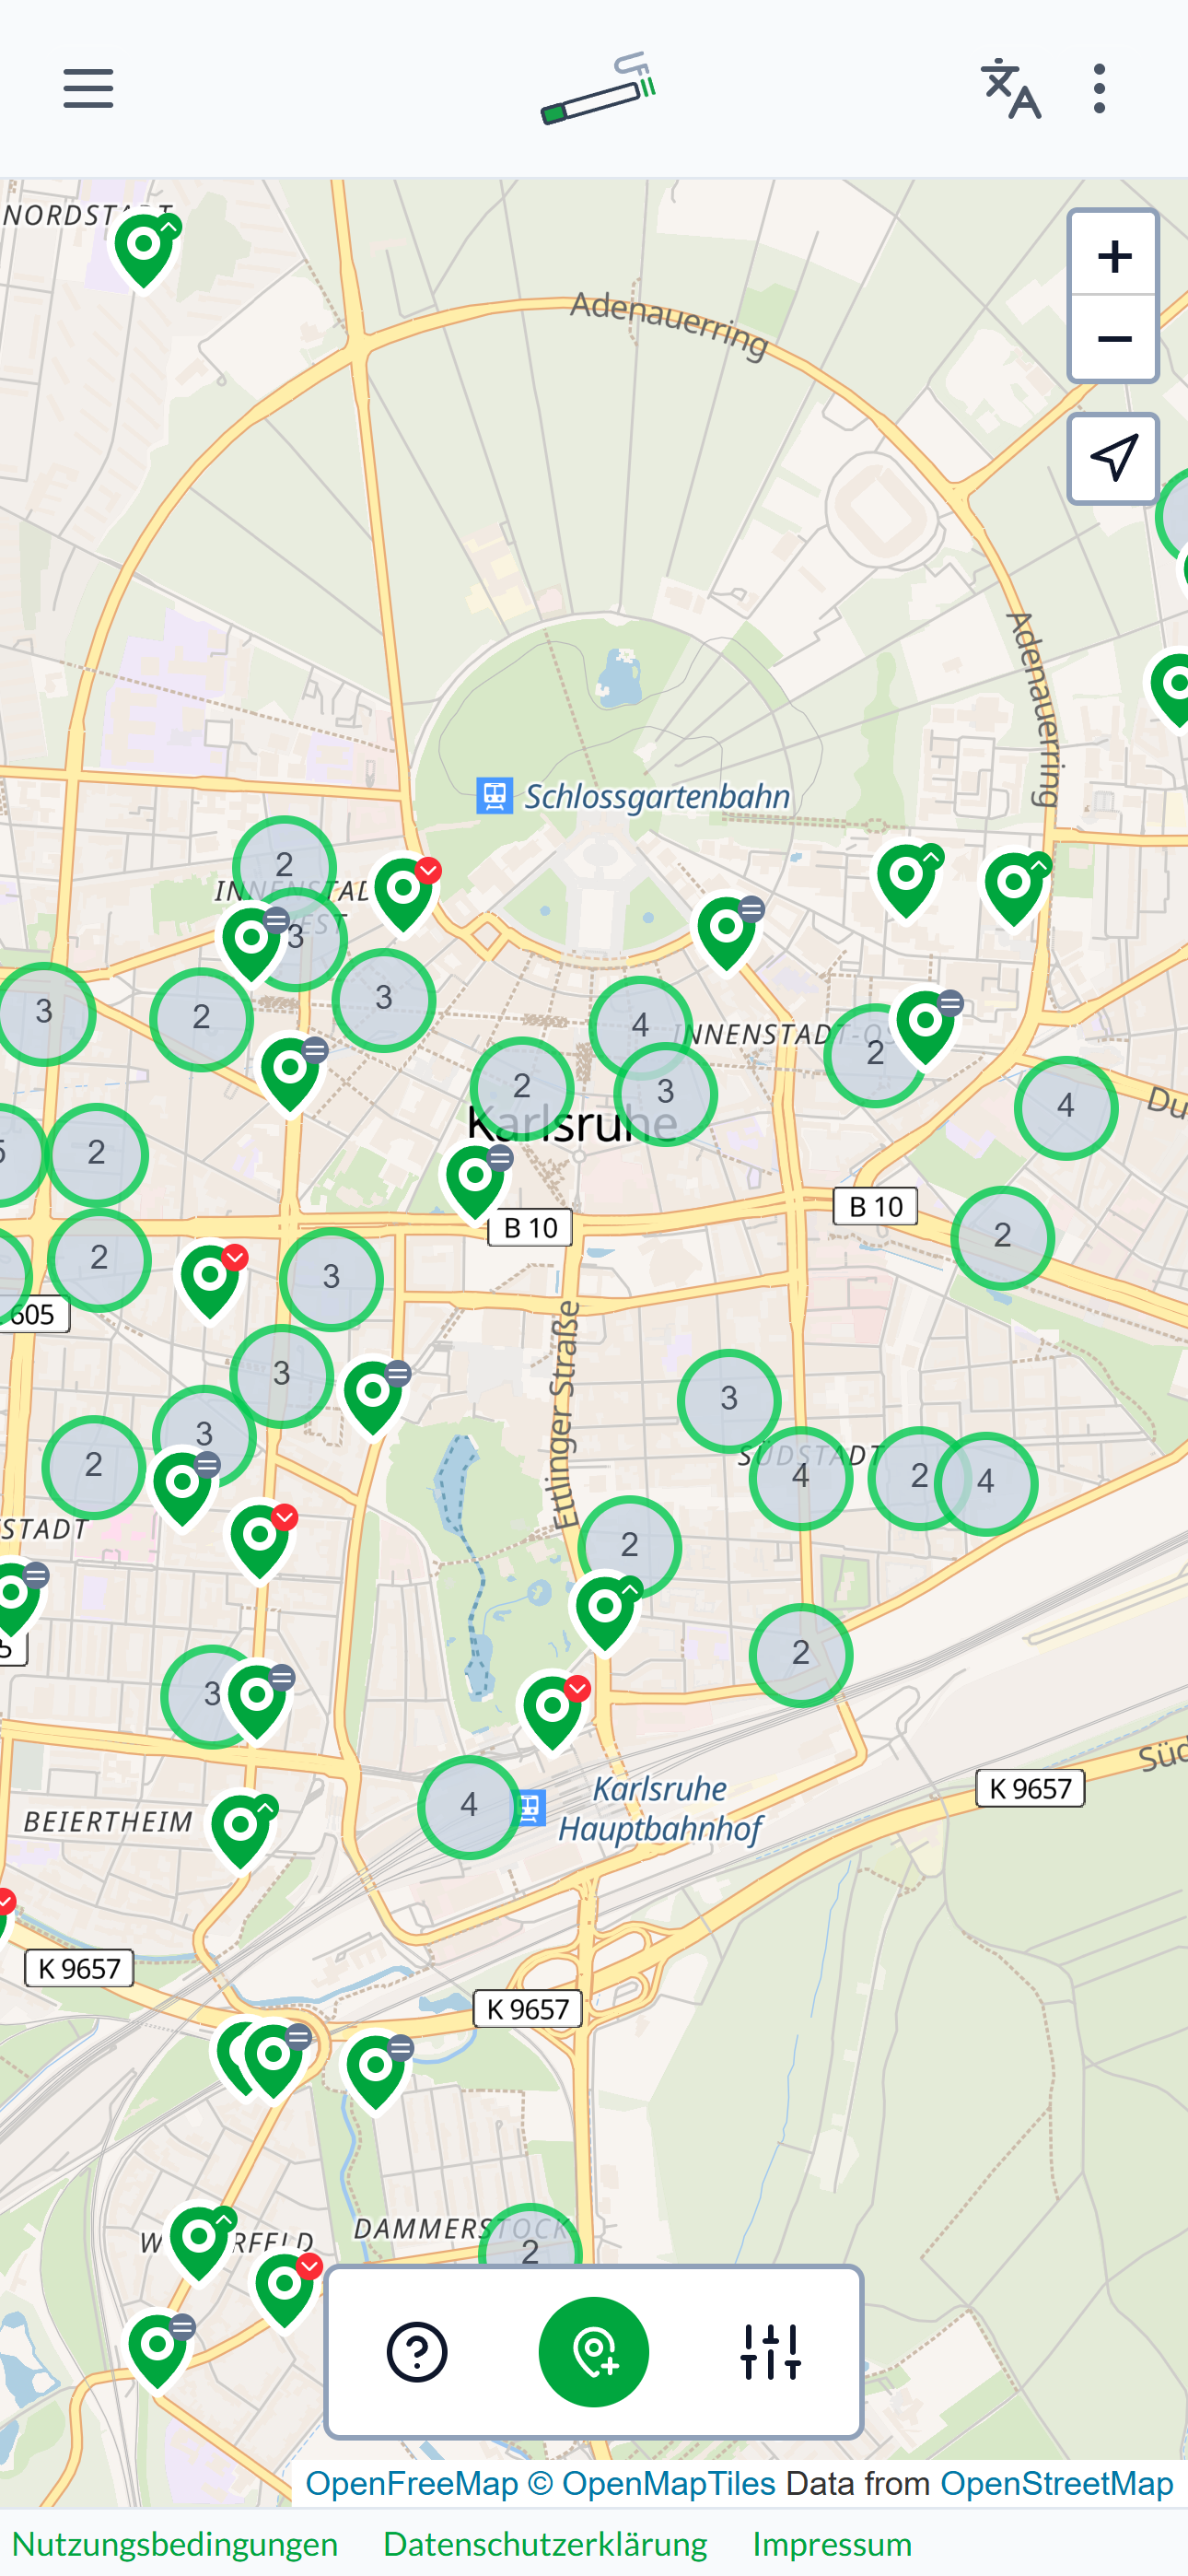 NORDSTADT
Adenauerring
Adenauerring
Schlossgartenbahn
2
INNENSTADT
WEST
3
3
2
3
4
INNENSTADT-OST
2
2
3
4
Karlsruhe
5
2
B 10
B 10
2
2
3
605
3
Ettlinger Straße
3
3
2
SÜDSTADT
4
2
4
STADT
2
5
2
3
4
Karlsruhe
Hauptbahnhof
K 9657
Süd
BEIERTHEIM
K 9657
K 9657
DAMMERSTOCK
2
OpenFreeMap © OpenMapTiles Data from OpenStreetMap
Nutzungsbedingungen Datenschutzerklärung Impressum